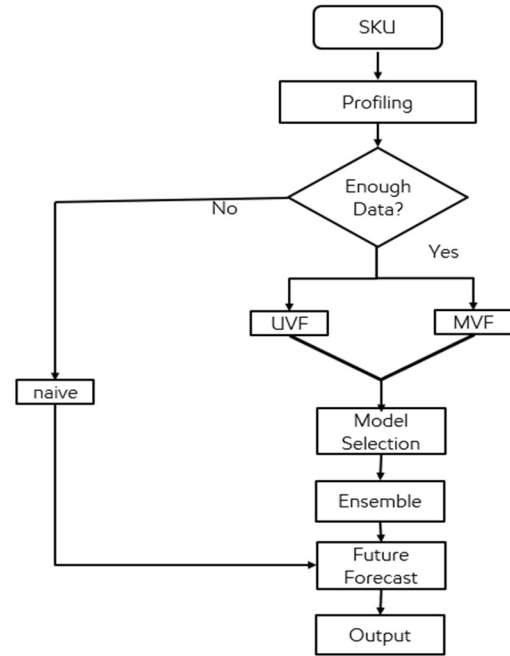 SKU
Profiling
Enough
Data?
No
Yes
UVF
MVF
naive
Model
Selection
Ensemble
Future
Forecast
Output